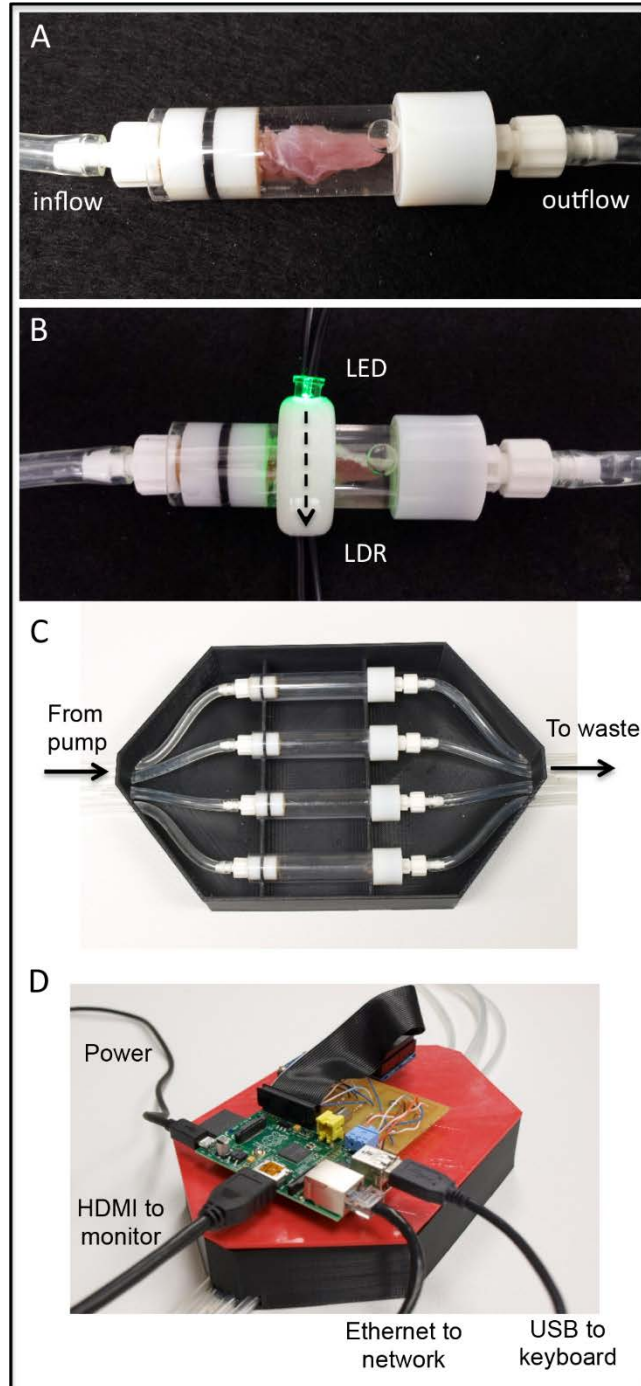 A
inflow
outflow
B
LED
LDR
C
From
pump
To waste
D
Power
HDMI to
monitor
Ethernet to
network
USB to
keyboard